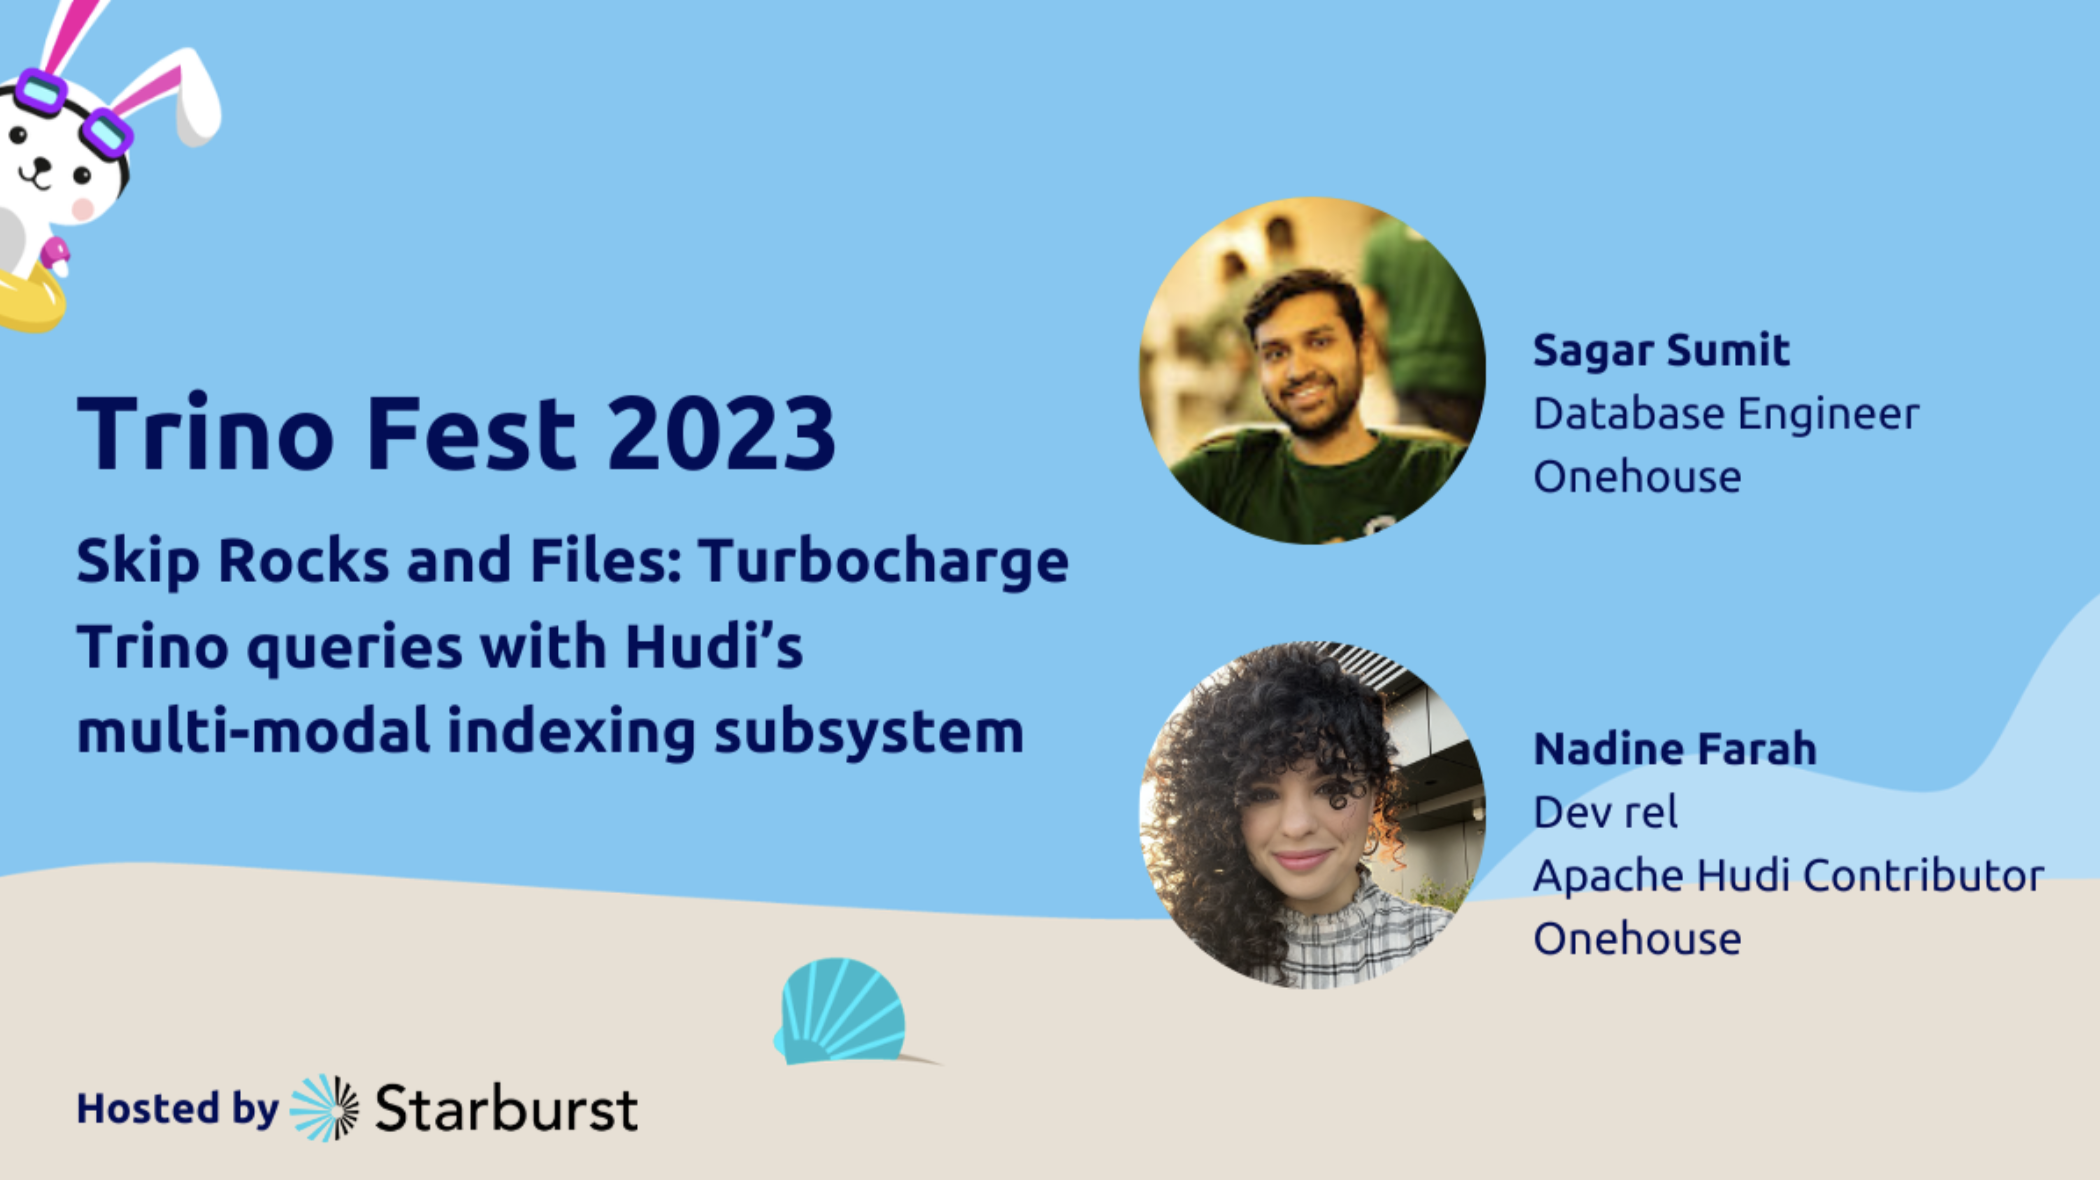 Trino Fest 2023
Skip Rocks and Files: Turbocharge
Trino queries with Hudi’s
multi-modal indexing subsystem
Sagar Sumit
Database Engineer
Onehouse
Nadine Farah
Dev rel
Apache Hudi Contributor
Onehouse
Hosted by Starburst